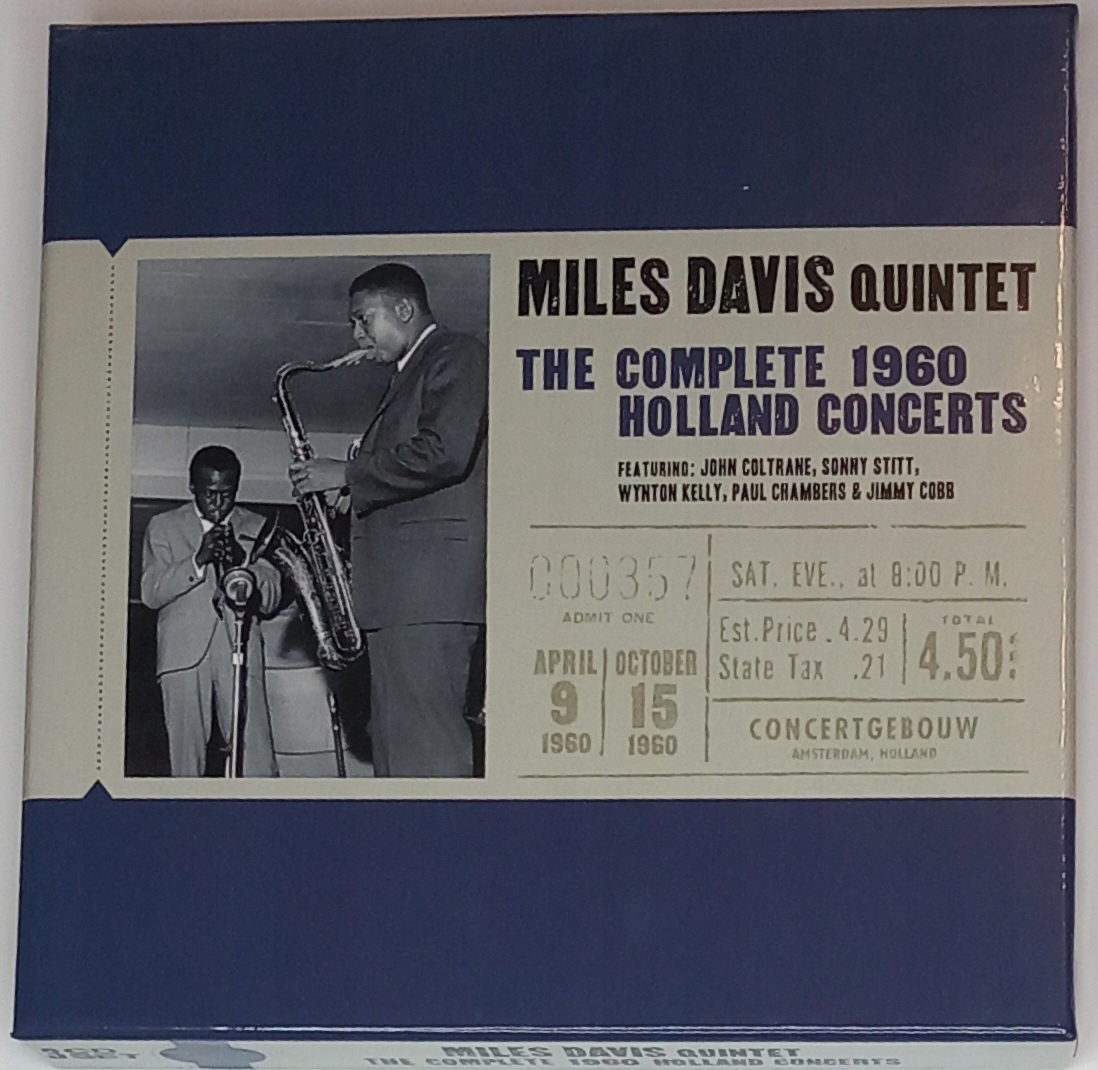 MILES DAVIS QUINTET
THE COMPLETE 1960
HOLLAND CONCERTS
FEATURING: JOHN COLTRANE, SONNY STITT,
WYNTON KELLY, PAUL CHAMBERS & JIMMY COBB
000357
ADMIT ONE
APRIL
9
1960
OCTOBER
15
1960
SAT. EVE., at 8:00 P. M.
Est.Price .4.29
State Tax .21
TOTAL
4.50
CONCERTGEBOUW
AMSTERDAM, HOLLAND
MILES DAVIS QUINTET
THE COMPLETE 1960 HOLLAND CONCERTS